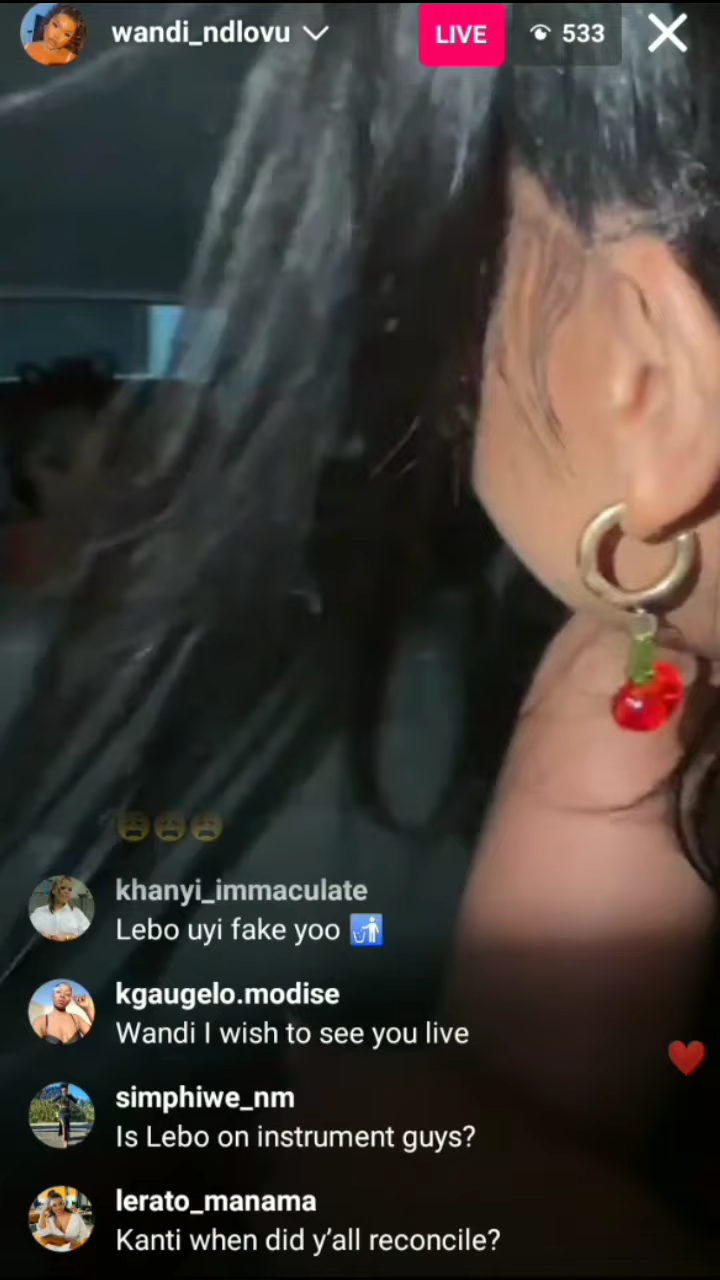 wandi_ndlovu
LIVE
533
😩😩😩
khanyi_immaculate
Lebo uyi fake yoo 🚮
kgaugelo.modise
Wandi I wish to see you live
simphiwe_nm
Is Lebo on instrument guys?
lerato_manama
Kanti when did y’all reconcile?